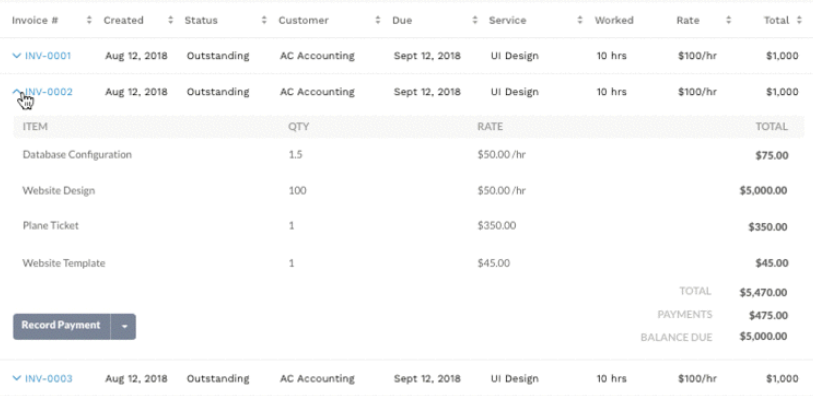 Invoice # Created Status Customer Due Service Worked Rate Total
INV-0001 Aug 12, 2018 Outstanding AC Accounting Sept 12, 2018 UI Design 10 hrs $100/hr $1,000
INV-0002 Aug 12, 2018 Outstanding AC Accounting Sept 12, 2018 UI Design 10 hrs $100/hr $1,000
ITEM QTY RATE TOTAL
Database Configuration 1.5 $50.00 /hr $75.00
Website Design 100 $50.00 /hr $5,000.00
Plane Ticket 1 $350.00 $350.00
Website Template 1 $45.00 $45.00
TOTAL $5,470.00
PAYMENTS $475.00
Record Payment
BALANCE DUE $5,000.00
INV-0003 Aug 12, 2018 Outstanding AC Accounting Sept 12, 2018 UI Design 10 hrs $100/hr $1,000